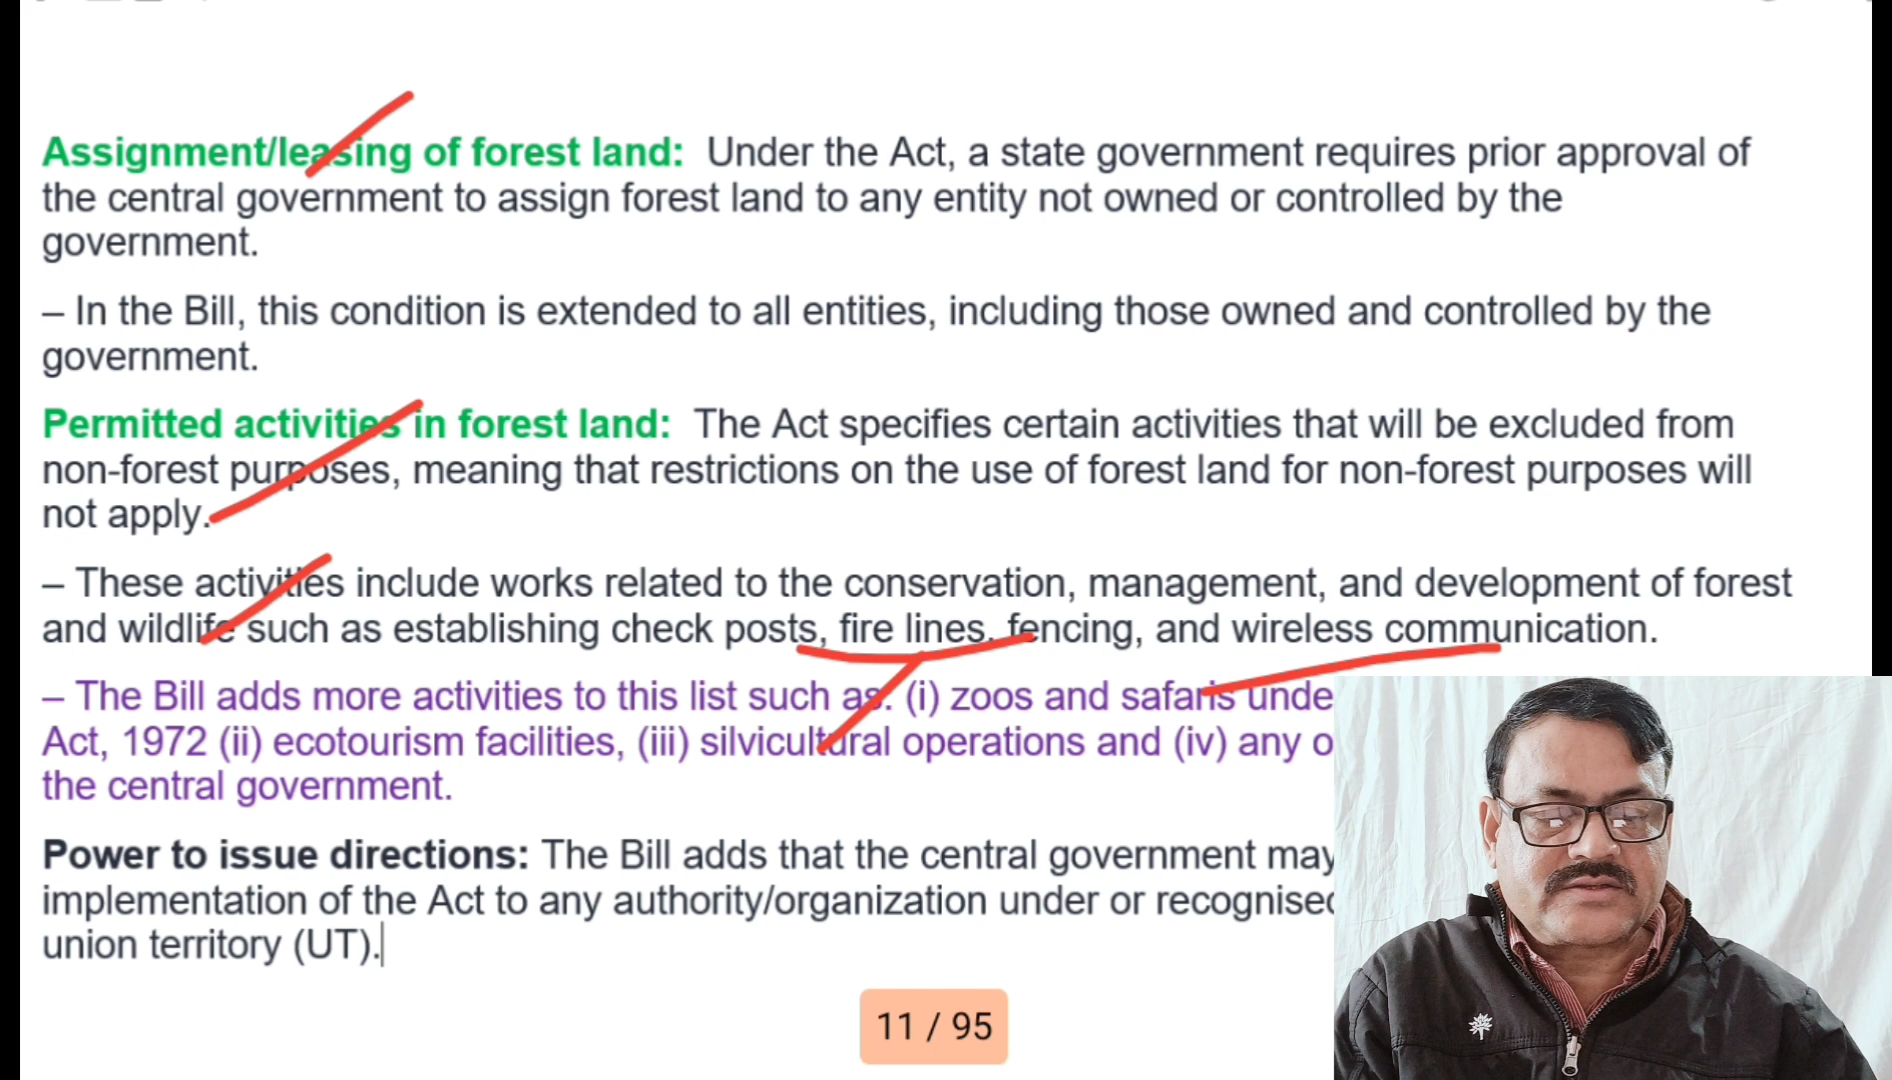 Assignment/leasing of forest land: Under the Act, a state government requires prior approval of
the central government to assign forest land to any entity not owned or controlled by the
government.
– In the Bill, this condition is extended to all entities, including those owned and controlled by the
government.
Permitted activities in forest land: The Act specifies certain activities that will be excluded from
non-forest purposes, meaning that restrictions on the use of forest land for non-forest purposes will
not apply.
– These activities include works related to the conservation, management, and development of forest
and wildlife such as establishing check posts, fire lines, fencing, and wireless communication.
– The Bill adds more activities to this list such as: (i) zoos and safaris
Act, 1972 (ii) ecotourism facilities, (iii) silvicultural operations and (iv) any
the central government.
Power to issue directions: The Bill adds that the central government may
implementation of the Act to any authority/organization under or
union territory (UT).
11 / 95